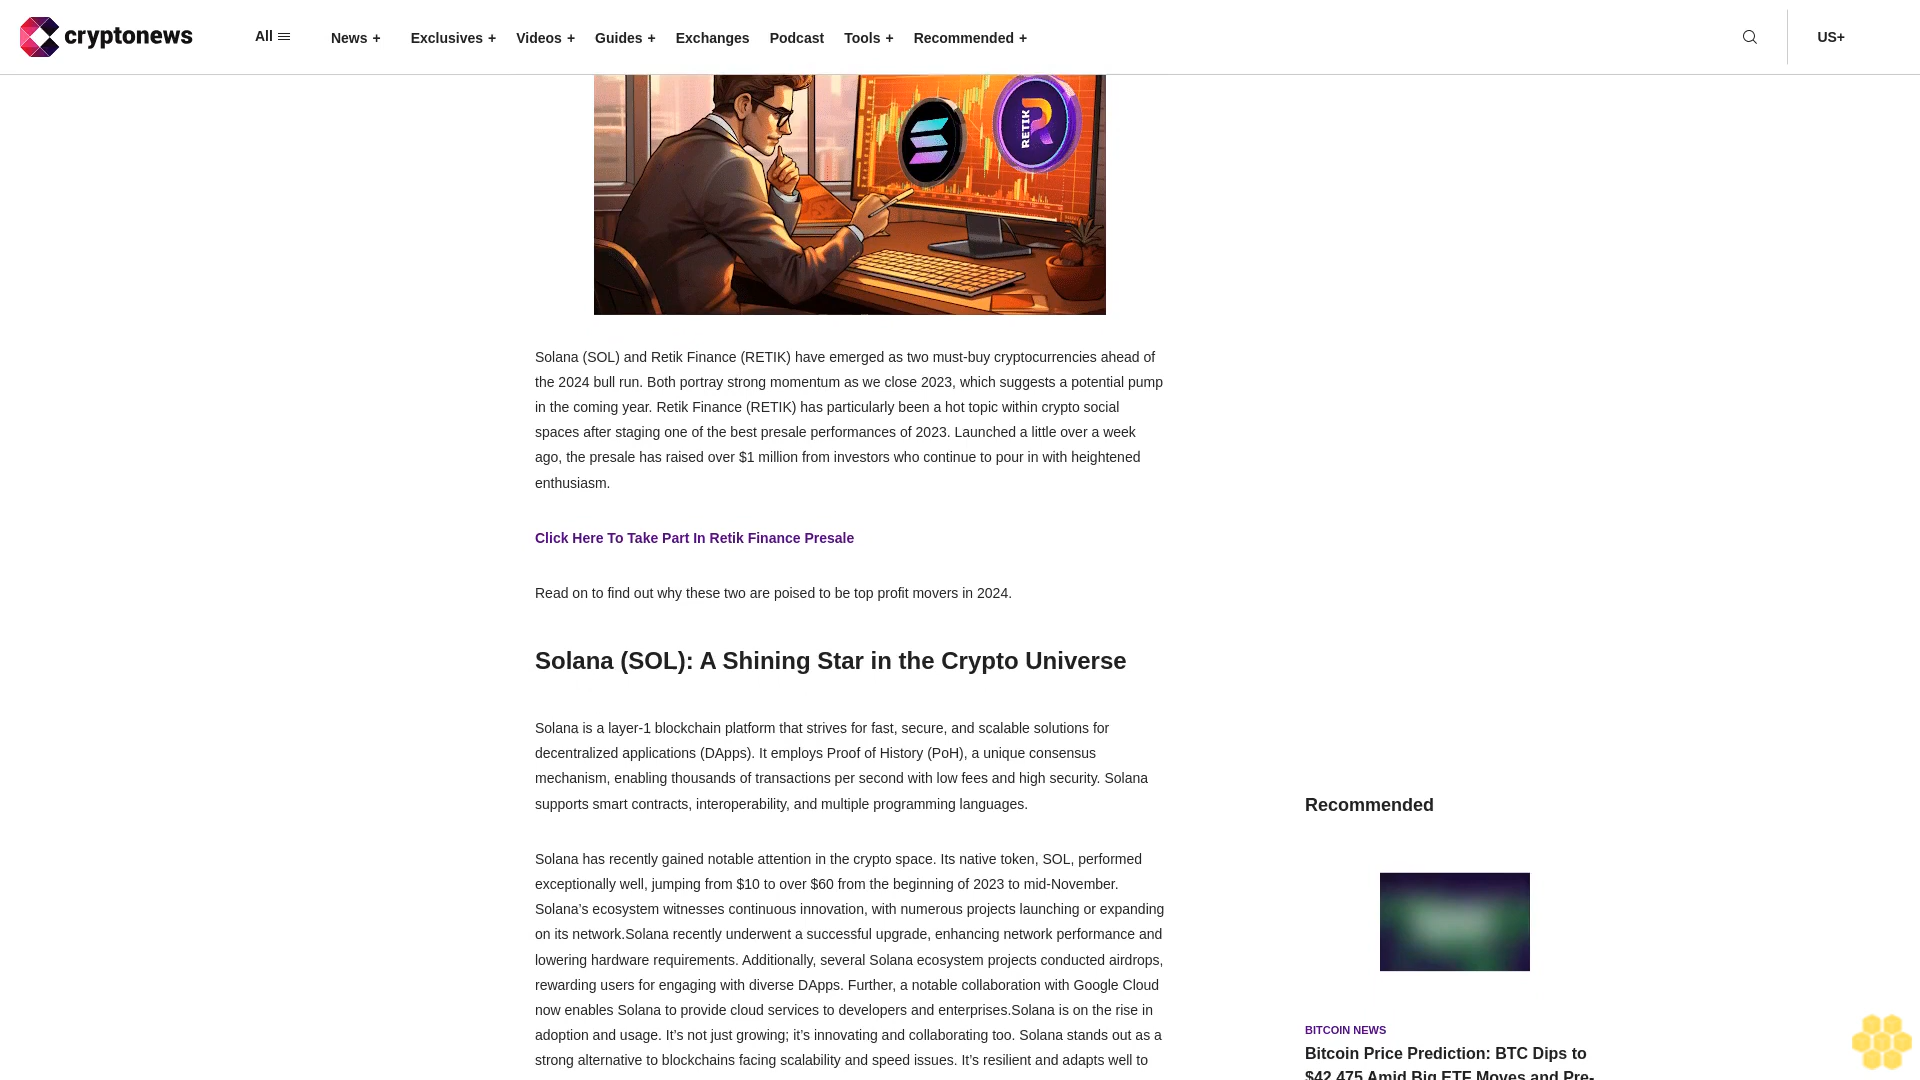 cryptonews
All
News +
Exclusives +
Videos +
Guides +
Exchanges
Podcast
Tools +
Recommended +
US+
RETIK
Solana (SOL) and Retik Finance (RETIK) have emerged as two must-buy cryptocurrencies ahead of
the 2024 bull run. Both portray strong momentum as we close 2023, which suggests a potential pump
in the coming year. Retik Finance (RETIK) has particularly been a hot topic within crypto social
spaces after staging one of the best presale performances of 2023. Launched a little over a week
ago, the presale has raised over $1 million from investors who continue to pour in with heightened
enthusiasm.
Click Here To Take Part In Retik Finance Presale
Read on to find out why these two are poised to be top profit movers in 2024.
Solana (SOL): A Shining Star in the Crypto Universe
Solana is a layer-1 blockchain platform that strives for fast, secure, and scalable solutions for
decentralized applications (DApps). It employs Proof of History (PoH), a unique consensus
mechanism, enabling thousands of transactions per second with low fees and high security. Solana
supports smart contracts, interoperability, and multiple programming languages.
Solana has recently gained notable attention in the crypto space. Its native token, SOL, performed
exceptionally well, jumping from $10 to over $60 from the beginning of 2023 to mid-November.
Solana’s ecosystem witnesses continuous innovation, with numerous projects launching or expanding
on its network.Solana recently underwent a successful upgrade, enhancing network performance and
lowering hardware requirements. Additionally, several Solana ecosystem projects conducted airdrops,
rewarding users for engaging with diverse DApps. Further, a notable collaboration with Google Cloud
now enables Solana to provide cloud services to developers and enterprises.Solana is on the rise in
adoption and usage. It’s not just growing; it’s innovating and collaborating too. Solana stands out as a
strong alternative to blockchains facing scalability and speed issues. It’s resilient and adapts well to
Recommended
BITCOIN NEWS
Bitcoin Price Prediction: BTC Dips to
$42,475 Amid Big ETF Moves and Pre-